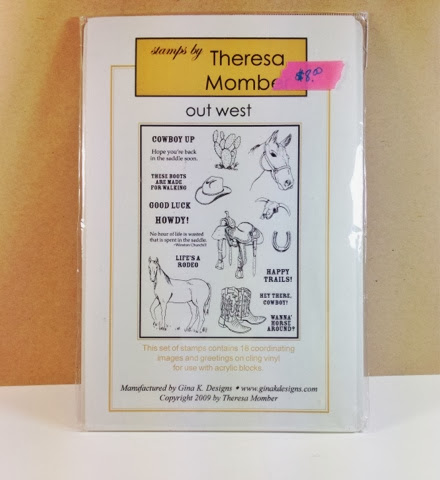 stamps by
Theresa
Momber
$8.00
out west
COWBOY UP
Hope you're back
in the saddle soon.
THESE BOOTS
ARE MADE
FOR WALKING
GOOD LUCK
HOWDY!
No hour of life is wasted
that is spent in the saddle.
~Winston Churchill
LIFE'S A
RODEO
HAPPY
TRAILS!
HEY THERE,
COWBOY!
WANNA'
HORSE
AROUND?
This set of stamps contains 18 coordinating
images and greetings on cling vinyl
for use with acrylic blocks.
Manufactured by Gina K. Designs • www.ginakdesigns.com
Copyright 2009 by Theresa Momber